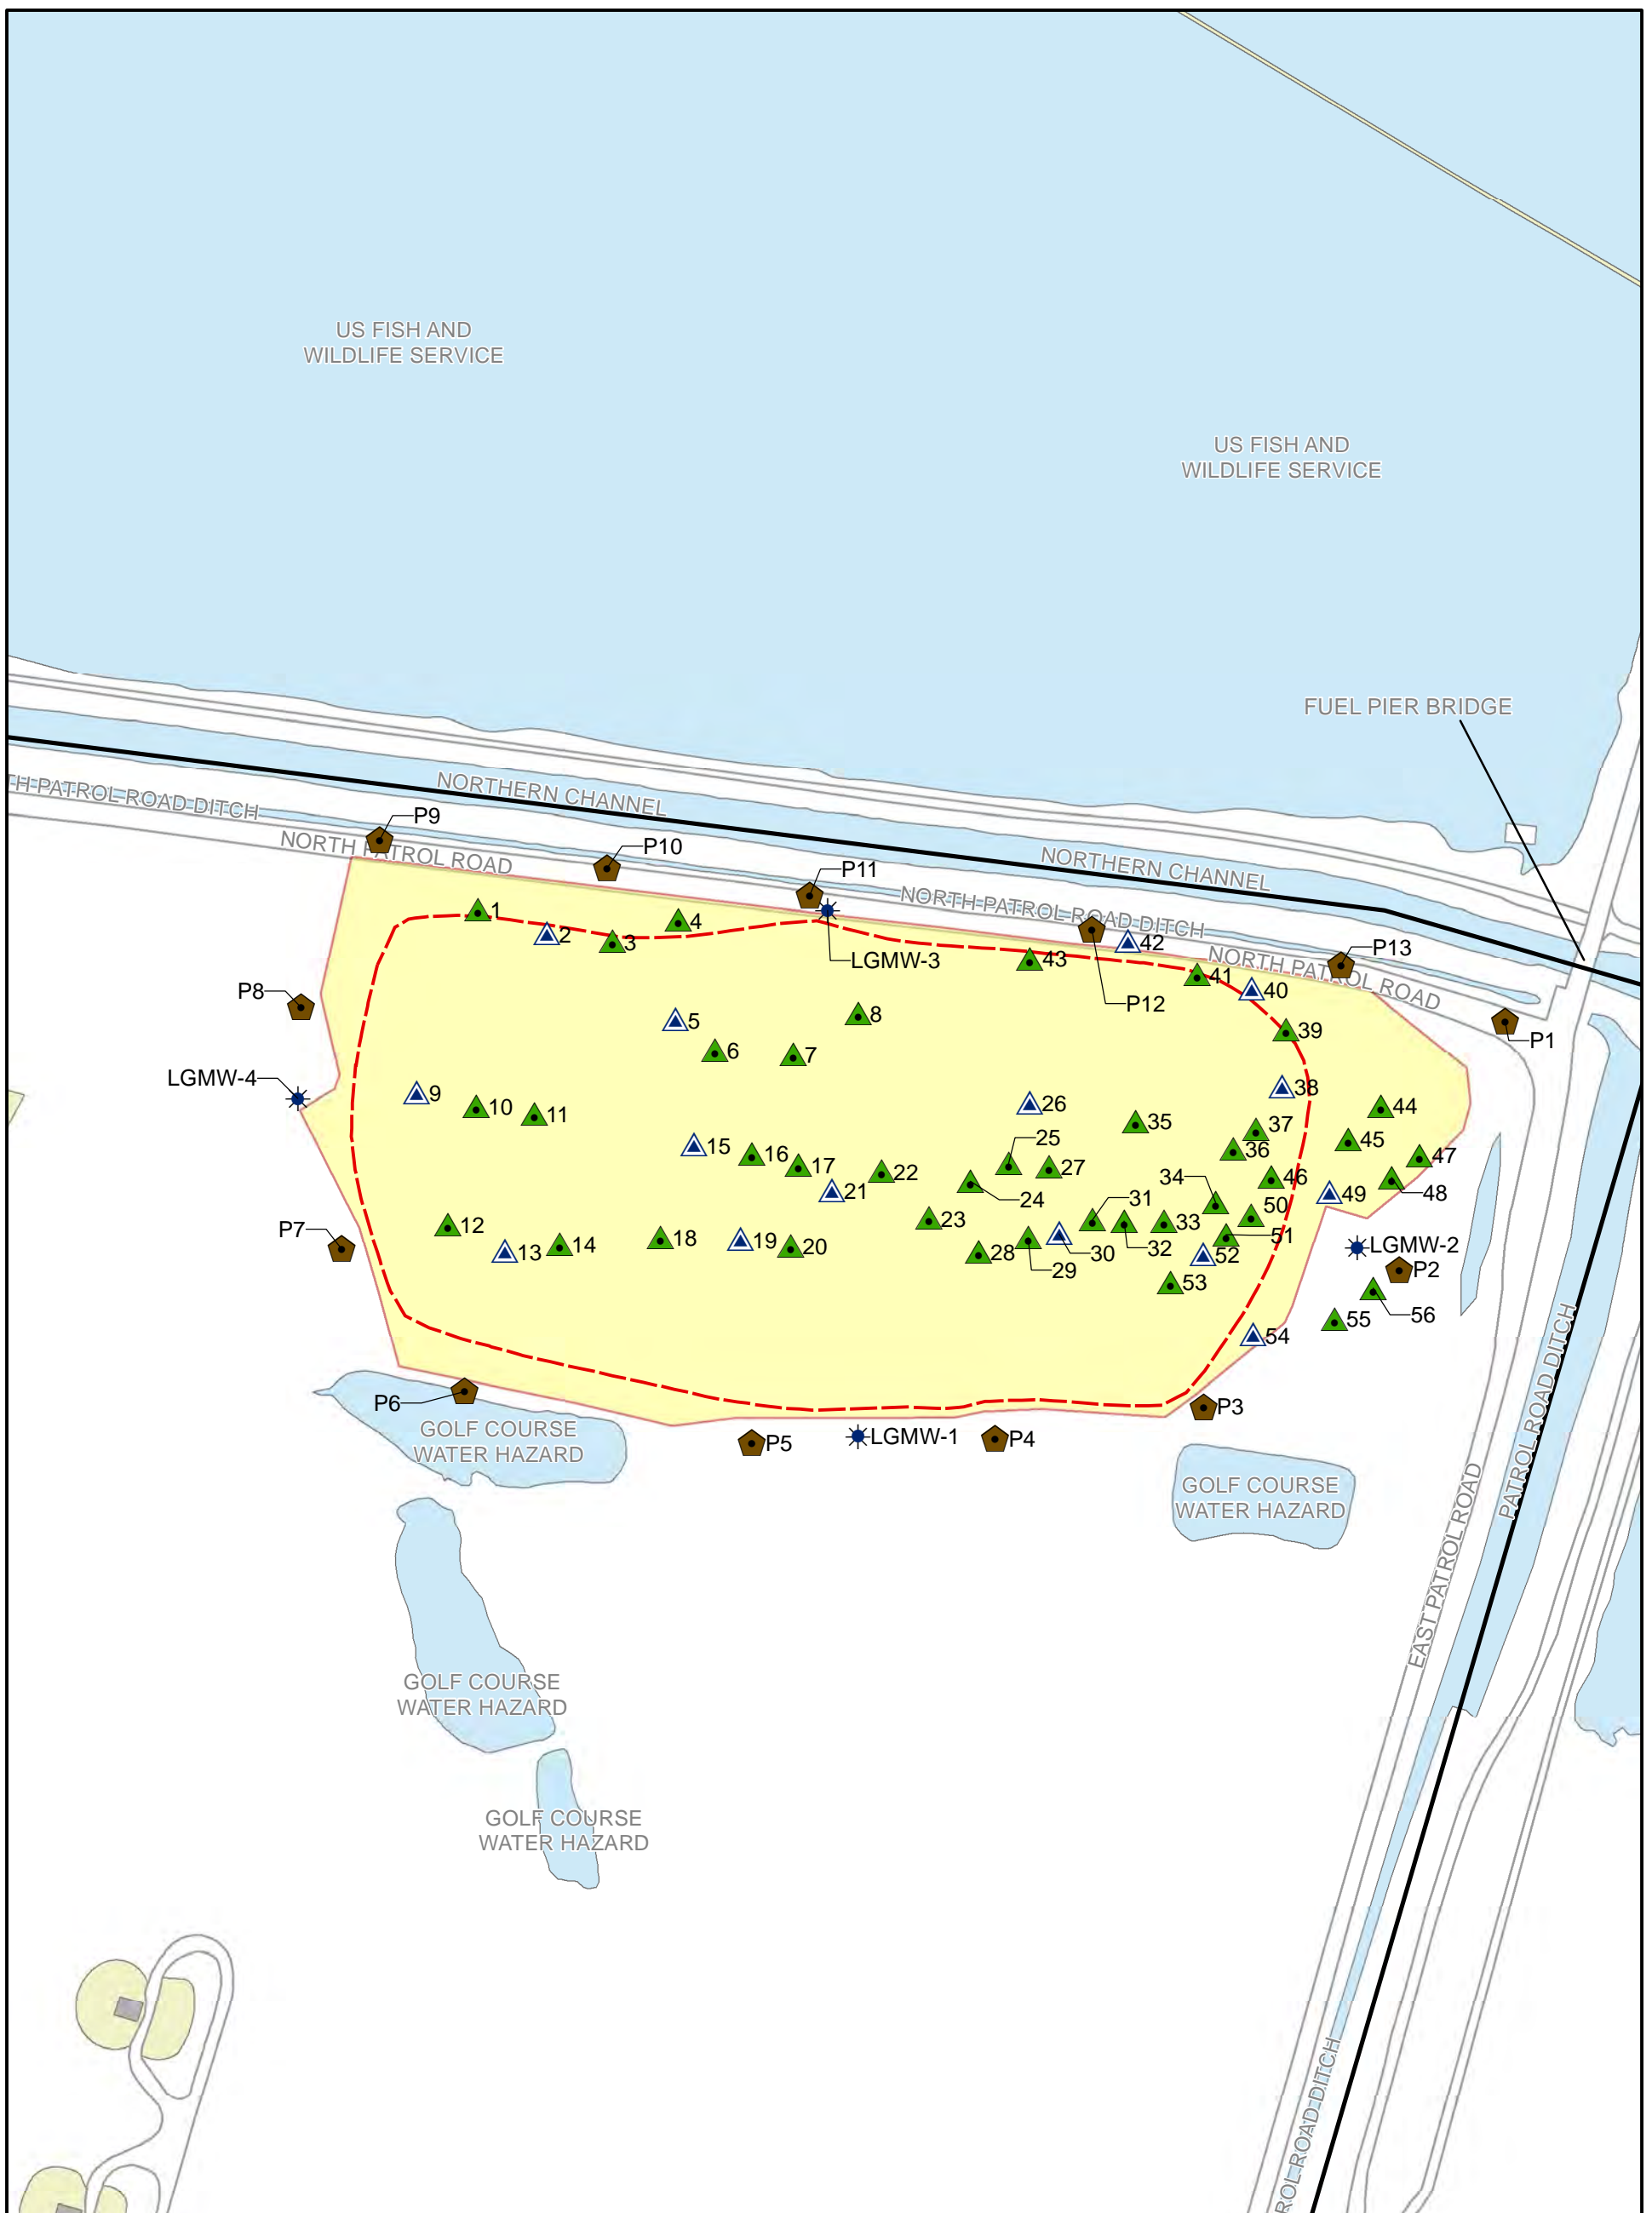 US FISH AND
WILDLIFE SERVICE
US FISH AND
WILDLIFE SERVICE
FUEL PIER BRIDGE
TH PATROL ROAD DITCH
NORTHERN CHANNEL
P9
NORTH PATROL ROAD
P10
P11
NORTHERN CHANNEL
NORTH PATROL ROAD DITCH
1
4
2
3
42
P13
LGMW-3
43
NORTH PATROL ROAD
41
P8
40
P12
5
8
39
P1
6
7
LGMW-4
9
38
10
11
26
44
35
37
15
25
45
36
16
47
17
22
27
34
46
21
24
49
48
31
12
23
33
50
P7
13
14
18
19
20
51
LGMW-2
28
30
32
52
29
P2
53
56
55
54
P6
P3
GOLF COURSE
WATER HAZARD
P5
LGMW-1
P4
GOLF COURSE
WATER HAZARD
PATROL ROAD DITCH
EAST PATROL ROAD
GOLF COURSE
WATER HAZARD
GOLF COURSE
WATER HAZARD
ROL ROAD DITCH